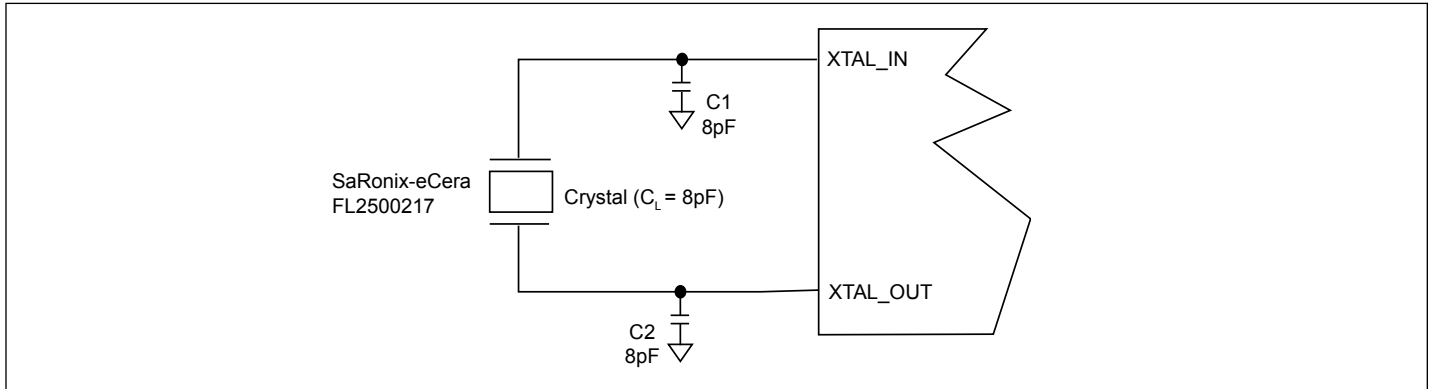 XTAL_IN
C1
8pF
SaRonix-eCera
FL2500217
Crystal (CL = 8pF)
XTAL_OUT
C2
8pF